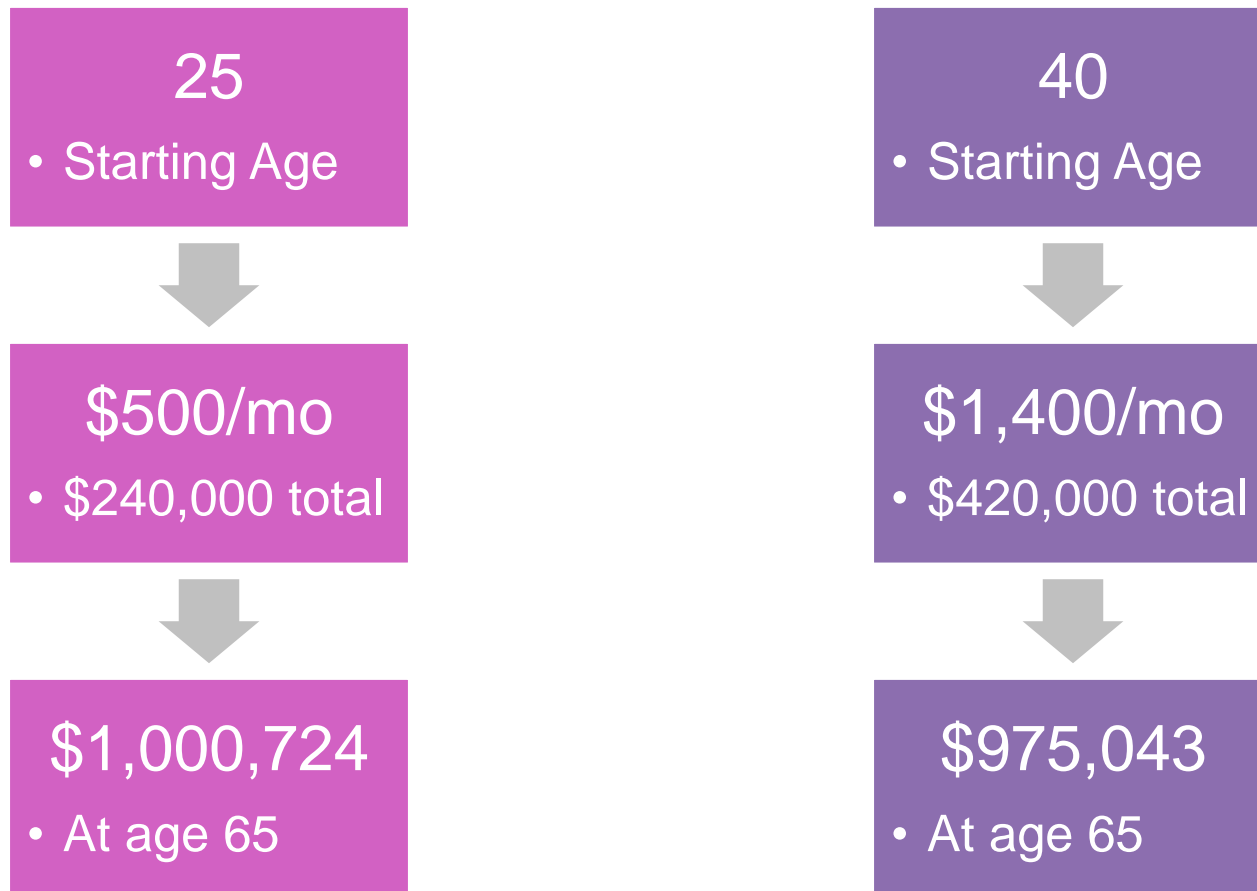 25
• Starting Age
$500/mo
• $240,000 total
$1,000,724
• At age 65
40
• Starting Age
$1,400/mo
• $420,000 total
$975,043
• At age 65